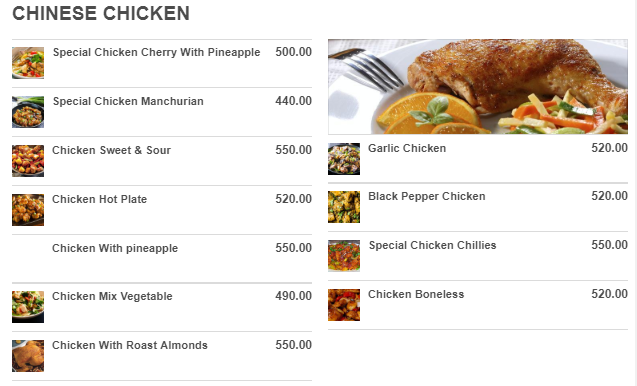 CHINESE CHICKEN
Special Chicken Cherry With Pineapple 500.00
Special Chicken Manchurian 440.00
Chicken Sweet & Sour 550.00
Chicken Hot Plate 520.00
Chicken With pineapple 550.00
Chicken Mix Vegetable 490.00
Chicken With Roast Almonds 550.00
Garlic Chicken 520.00
Black Pepper Chicken 520.00
Special Chicken Chillies 550.00
Chicken Boneless 520.00